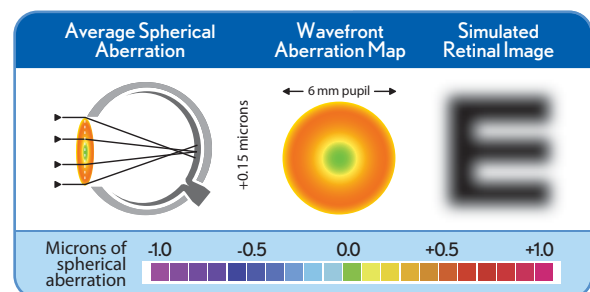 Average Spherical
Aberration
Wavefront
Aberration Map
Simulated
Retinal Image
6 mm pupil
+0.15 microns
E
Microns of
spherical
aberration
-1.0 -0.5 0.0 +0.5 +1.0